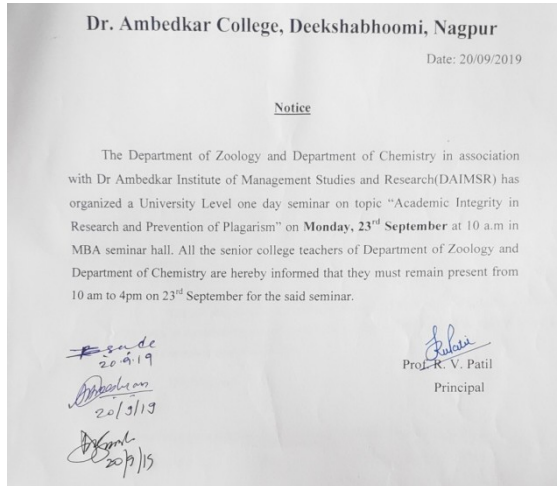 Dr. Ambedkar College, Deekshabhoomi, Nagpur
Date: 20/09/2019
Notice
The Department of Zoology and Department of Chemistry in association
with Dr Ambedkar Institute of Management Studies and Research(DAIMSR) has
organized a University Level one day seminar on topic “Academic Integrity in
Research and Prevention of Plagarism” on Monday, 23rd September at 10 a.m in
MBA seminar hall. All the senior college teachers of Department of Zoology and
Department of Chemistry are hereby informed that they must remain present from
10 am to 4pm on 23rd September for the said seminar.
20.9.19
20/9/19
20/9/19
Prof. R. V. Patil
Principal